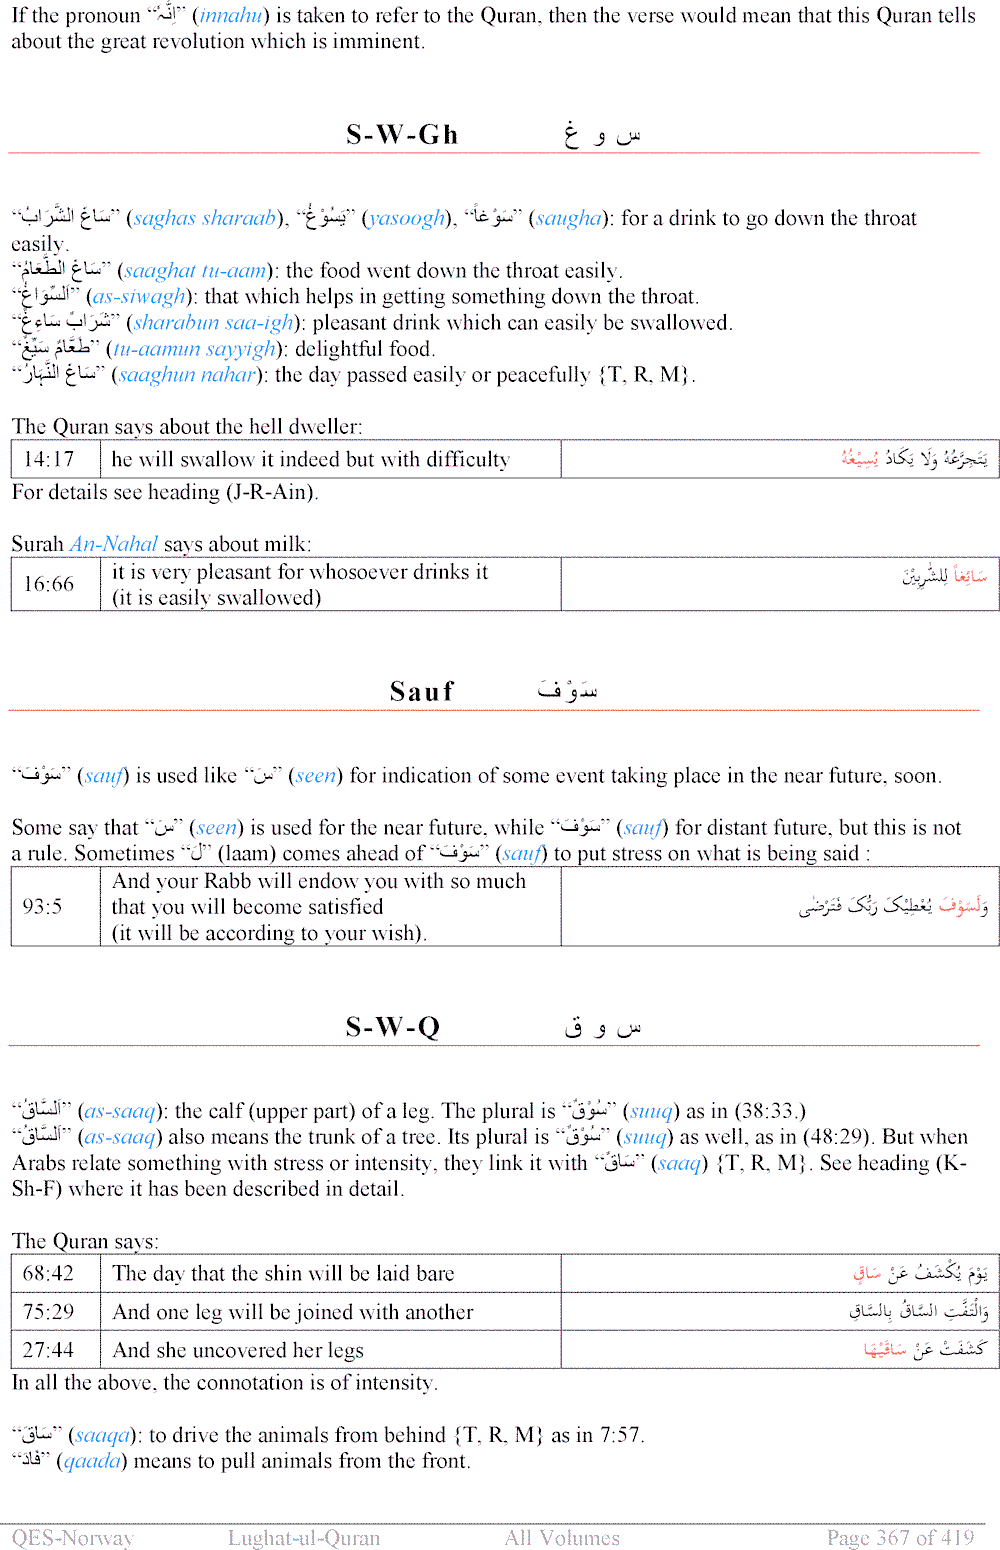 If the pronoun “اِنَّہٗ” (innahu) is taken to refer to the Quran, then the verse would mean that this Quran tells
about the great revolution which is imminent.
S-W-Gh س و غ
“سَاغَ الشَّرَابُ” (saghas sharaab), “يَسُوْغُ” (yasoogh), “سَوْغاً” (saugha): for a drink to go down the throat
easily.
“سَاغَ الطَّعَامُ” (saaghat tu-aam): the food went down the throat easily.
“اَلسِّوَاغُ” (as-siwagh): that which helps in getting something down the throat.
“شَرَابٌ سَاءِغٌ” (sharabun saa-igh): pleasant drink which can easily be swallowed.
“طَعَامٌ سَيِّغٌ” (tu-aamun sayyigh): delightful food.
“سَاغَ النَّہَارُ” (saaghun nahar): the day passed easily or peacefully {T, R, M}.
The Quran says about the hell dweller:
14:17 he will swallow it indeed but with difficulty يَتَجَرَّعُهُ وَلَا يَكَادُ يُسِيْغُهُ
For details see heading (J-R-Ain).
Surah An-Nahal says about milk:
16:66 it is very pleasant for whosoever drinks it سَائِغاً لِلشّٰرِبِيْنَ
(it is easily swallowed)
Sauf سَوْفَ
“سَوْفَ” (sauf) is used like “سَ” (seen) for indication of some event taking place in the near future, soon.
Some say that “سَ” (seen) is used for the near future, while “سَوْفَ” (sauf) for distant future, but this is not
a rule. Sometimes “لَ” (laam) comes ahead of “سَوْفَ” (sauf) to put stress on what is being said :
And your Rabb will endow you with so much
93:5 that you will become satisfied وَلَسَوْفَ يُعْطِيْکَ رَبُّکَ فَتَرْضٰى
(it will be according to your wish).
S-W-Q س و ق
“اَلسَّاقُ” (as-saaq): the calf (upper part) of a leg. The plural is “سُوْقٌ” (suuq) as in (38:33.)
“اَلسَّاقُ” (as-saaq) also means the trunk of a tree. Its plural is “سُوْقٌ” (suuq) as well, as in (48:29). But when
Arabs relate something with stress or intensity, they link it with “سَاقٌ” (saaq) {T, R, M}. See heading (K-
Sh-F) where it has been described in detail.
The Quran says:
68:42 The day that the shin will be laid bare يَوْمَ يُكْشَفُ عَنْ سَاقٍ
75:29 And one leg will be joined with another وَالْتَفَّتِ السَّاقُ بِالسَّاقِ
27:44 And she uncovered her legs كَشَفَتْ عَنْ سَاقَيْهَا
In all the above, the connotation is of intensity.
“سَاقَ” (saaqa): to drive the animals from behind {T, R, M} as in 7:57.
“قَادَ” (qaada) means to pull animals from the front.
QES-Norway Lughat-ul-Quran All Volumes Page 367 of 419